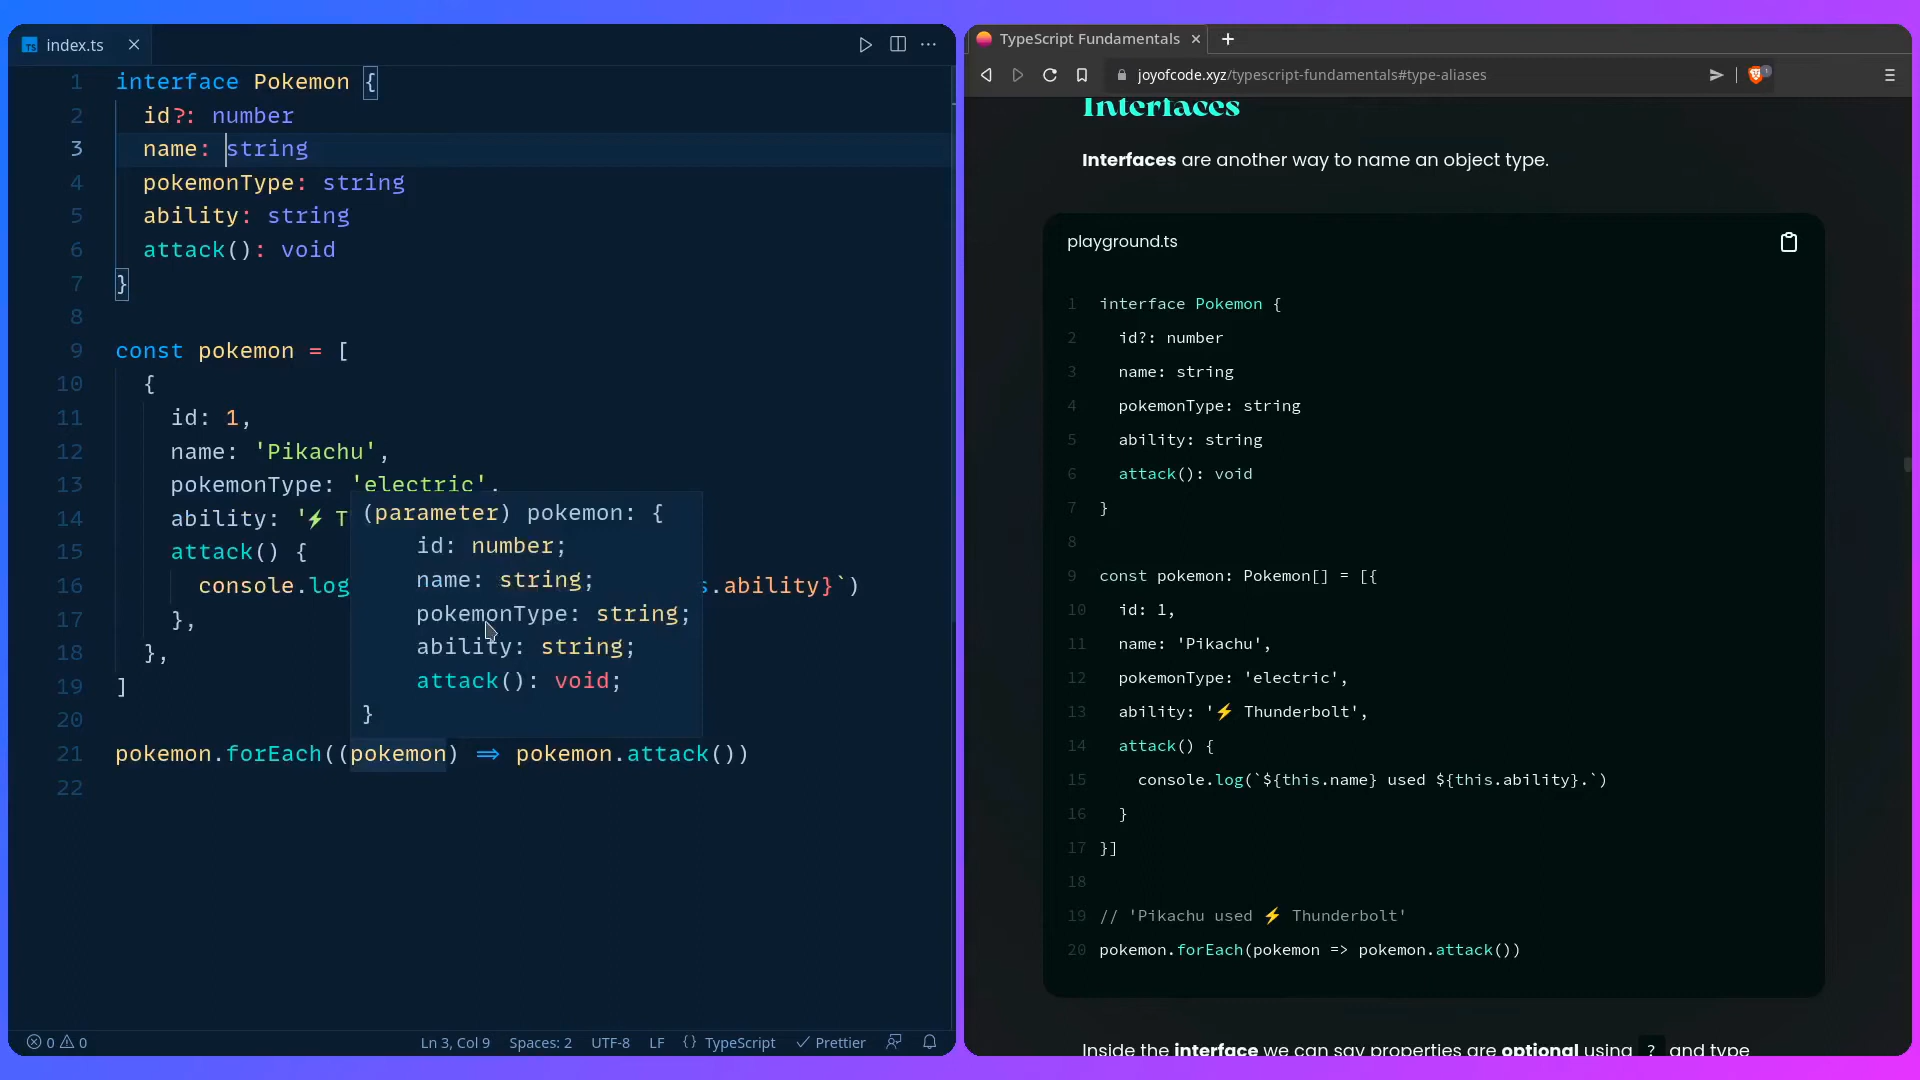 index.ts
1 interface Pokemon {
2 id?: number
3 name: string
4 pokemonType: string
5 ability: string
6 attack(): void
7 }
8
9 const pokemon = [
10 {
11 id: 1,
12 name: 'Pikachu',
13 pokemonType: 'electric',
14 ability: '⚡ T
15 attack() {
16 console.log .ability}`)
17 },
18 },
19 ]
20
21 pokemon.forEach((pokemon) => pokemon.attack())
22
(parameter) pokemon: {
id: number;
name: string;
pokemonType: string;
ability: string;
attack(): void;
}
0 0
Ln 3, Col 9
Spaces: 2
UTF-8
LF
{} TypeScript
Prettier
TypeScript Fundamentals
joyofcode.xyz/typescript-fundamentals#type-aliases
1
Interfaces
Interfaces are another way to name an object type.
playground.ts
1 interface Pokemon {
2 id?: number
3 name: string
4 pokemonType: string
5 ability: string
6 attack(): void
7 }
8
9 const pokemon: Pokemon[] = [{
10 id: 1,
11 name: 'Pikachu',
12 pokemonType: 'electric',
13 ability: '⚡ Thunderbolt',
14 attack() {
15 console.log(`${this.name} used ${this.ability}.`)
16 }
17 }]
18
19 // 'Pikachu used ⚡ Thunderbolt'
20 pokemon.forEach(pokemon => pokemon.attack())
Inside the interface we can say properties are optional using ? and type